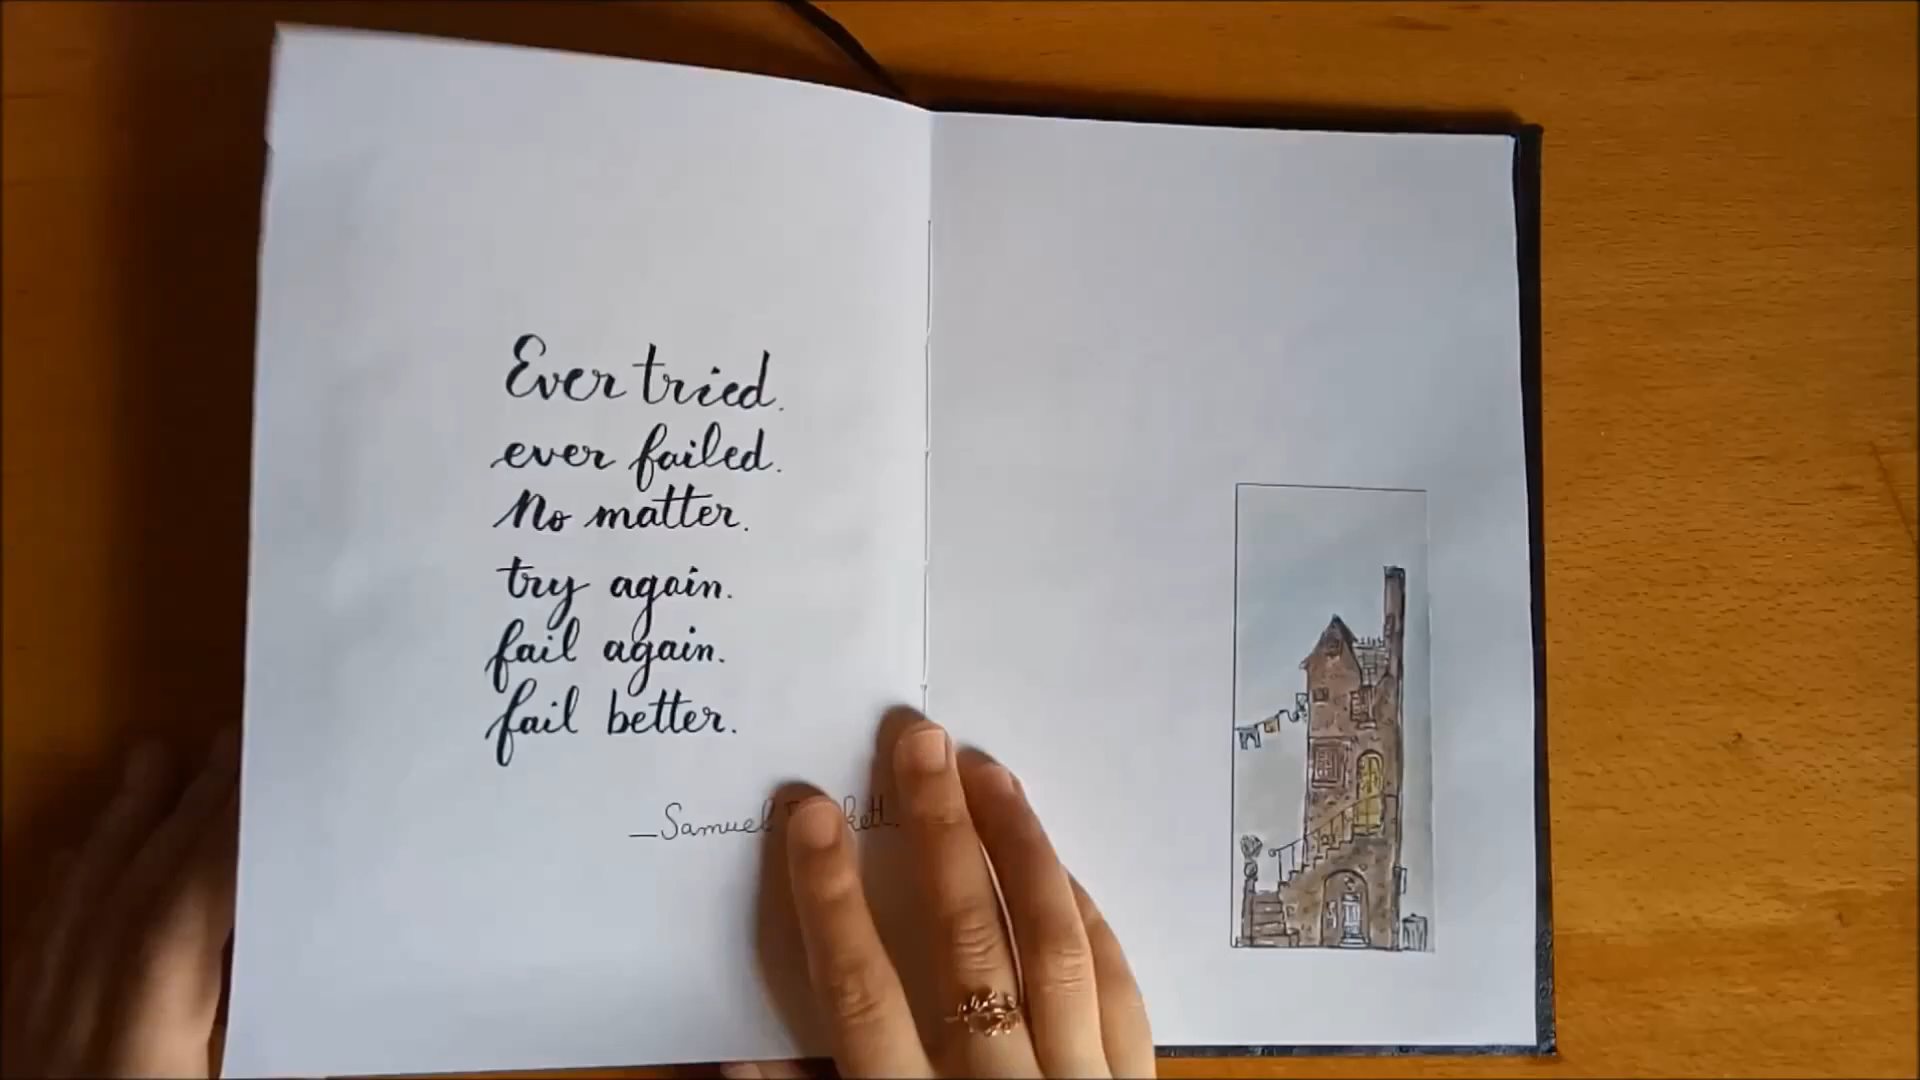 Ever tried.
ever failed.
No matter.
try again.
fail again.
fail better.
_Samuel